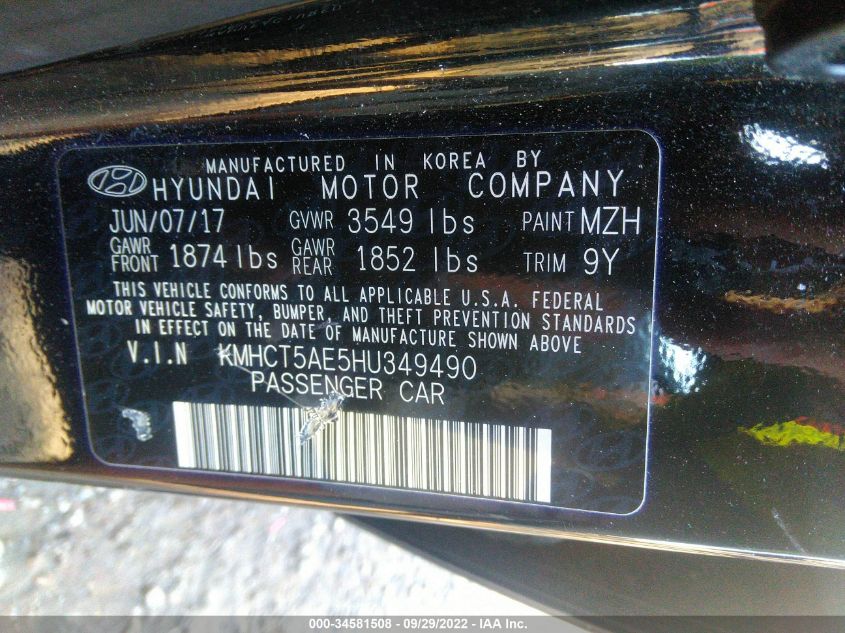 MANUFACTURED IN KOREA BY
HYUNDAI MOTOR COMPANY
JUN/07/17 GVWR 3549 lbs PAINT MZH
GAWR FRONT 1874 lbs GAWR REAR 1852 lbs TRIM 9Y
THIS VEHICLE CONFORMS TO ALL APPLICABLE U.S.A. FEDERAL
MOTOR VEHICLE SAFETY, BUMPER, AND THEFT PREVENTION STANDARDS
IN EFFECT ON THE DATE OF MANUFACTURE SHOWN ABOVE
V.I.N KMHCT5AE5HU349490
PASSENGER CAR
000-34581508 - 09/29/2022 - IAA Inc.